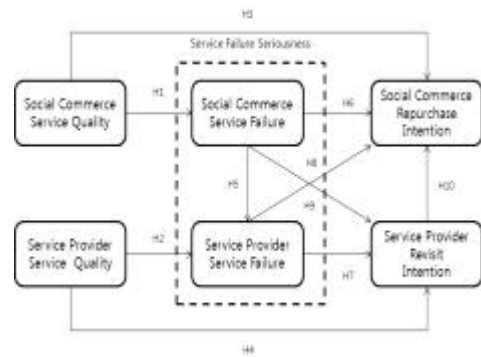 H3
Service Failure Seriousness
Social Commerce
Service Quality
H1
Social Commerce
Service Failure
H6
Social Commerce
Repurchase
Intention
H5
H8
H9
H10
Service Provider
Service Quality
H2
Service Provider
Service Failure
H7
Service Provider
Revisit
Intention
H4